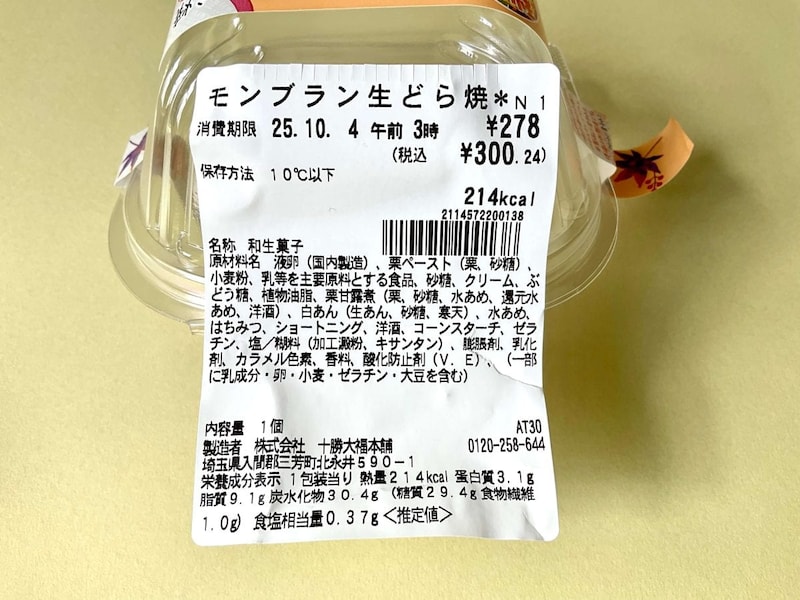 モンブラン生どら焼＊N1
消費期限 25.10. 4 午前 3時 ¥278
(税込 ¥300.24)
保存方法 10℃以下
214kcal
2114572200138
名称 和生菓子
原材料名 液卵（国内製造）、栗ペースト（栗、砂糖）、
小麦粉、乳等を主要原料とする食品、砂糖、クリーム、ぶ
どう糖、植物油脂、栗甘露煮（栗、砂糖、水あめ、還元水
あめ、洋酒）、白あん（生あん、砂糖、寒天）、水あめ、
はちみつ、ショートニング、洋酒、コーンスターチ、ゼラ
チン、塩／糊料（加工澱粉、キサンタン）、膨脹剤、乳化
剤、カラメル色素、香料、酸化防止剤（V．E）、（一部
に乳成分・卵・小麦・ゼラチン・大豆を含む）
内容量 1個 AT30
製造者 株式会社 十勝大福本舗 0120-258-644
埼玉県入間郡三芳町北永井590－1
栄養成分表示 1包装当り 熱量214kcal 蛋白質3.1g
脂質9.1g 炭水化物30.4g （糖質29.4g 食物繊維
1.0g) 食塩相当量0.37g＜推定値＞